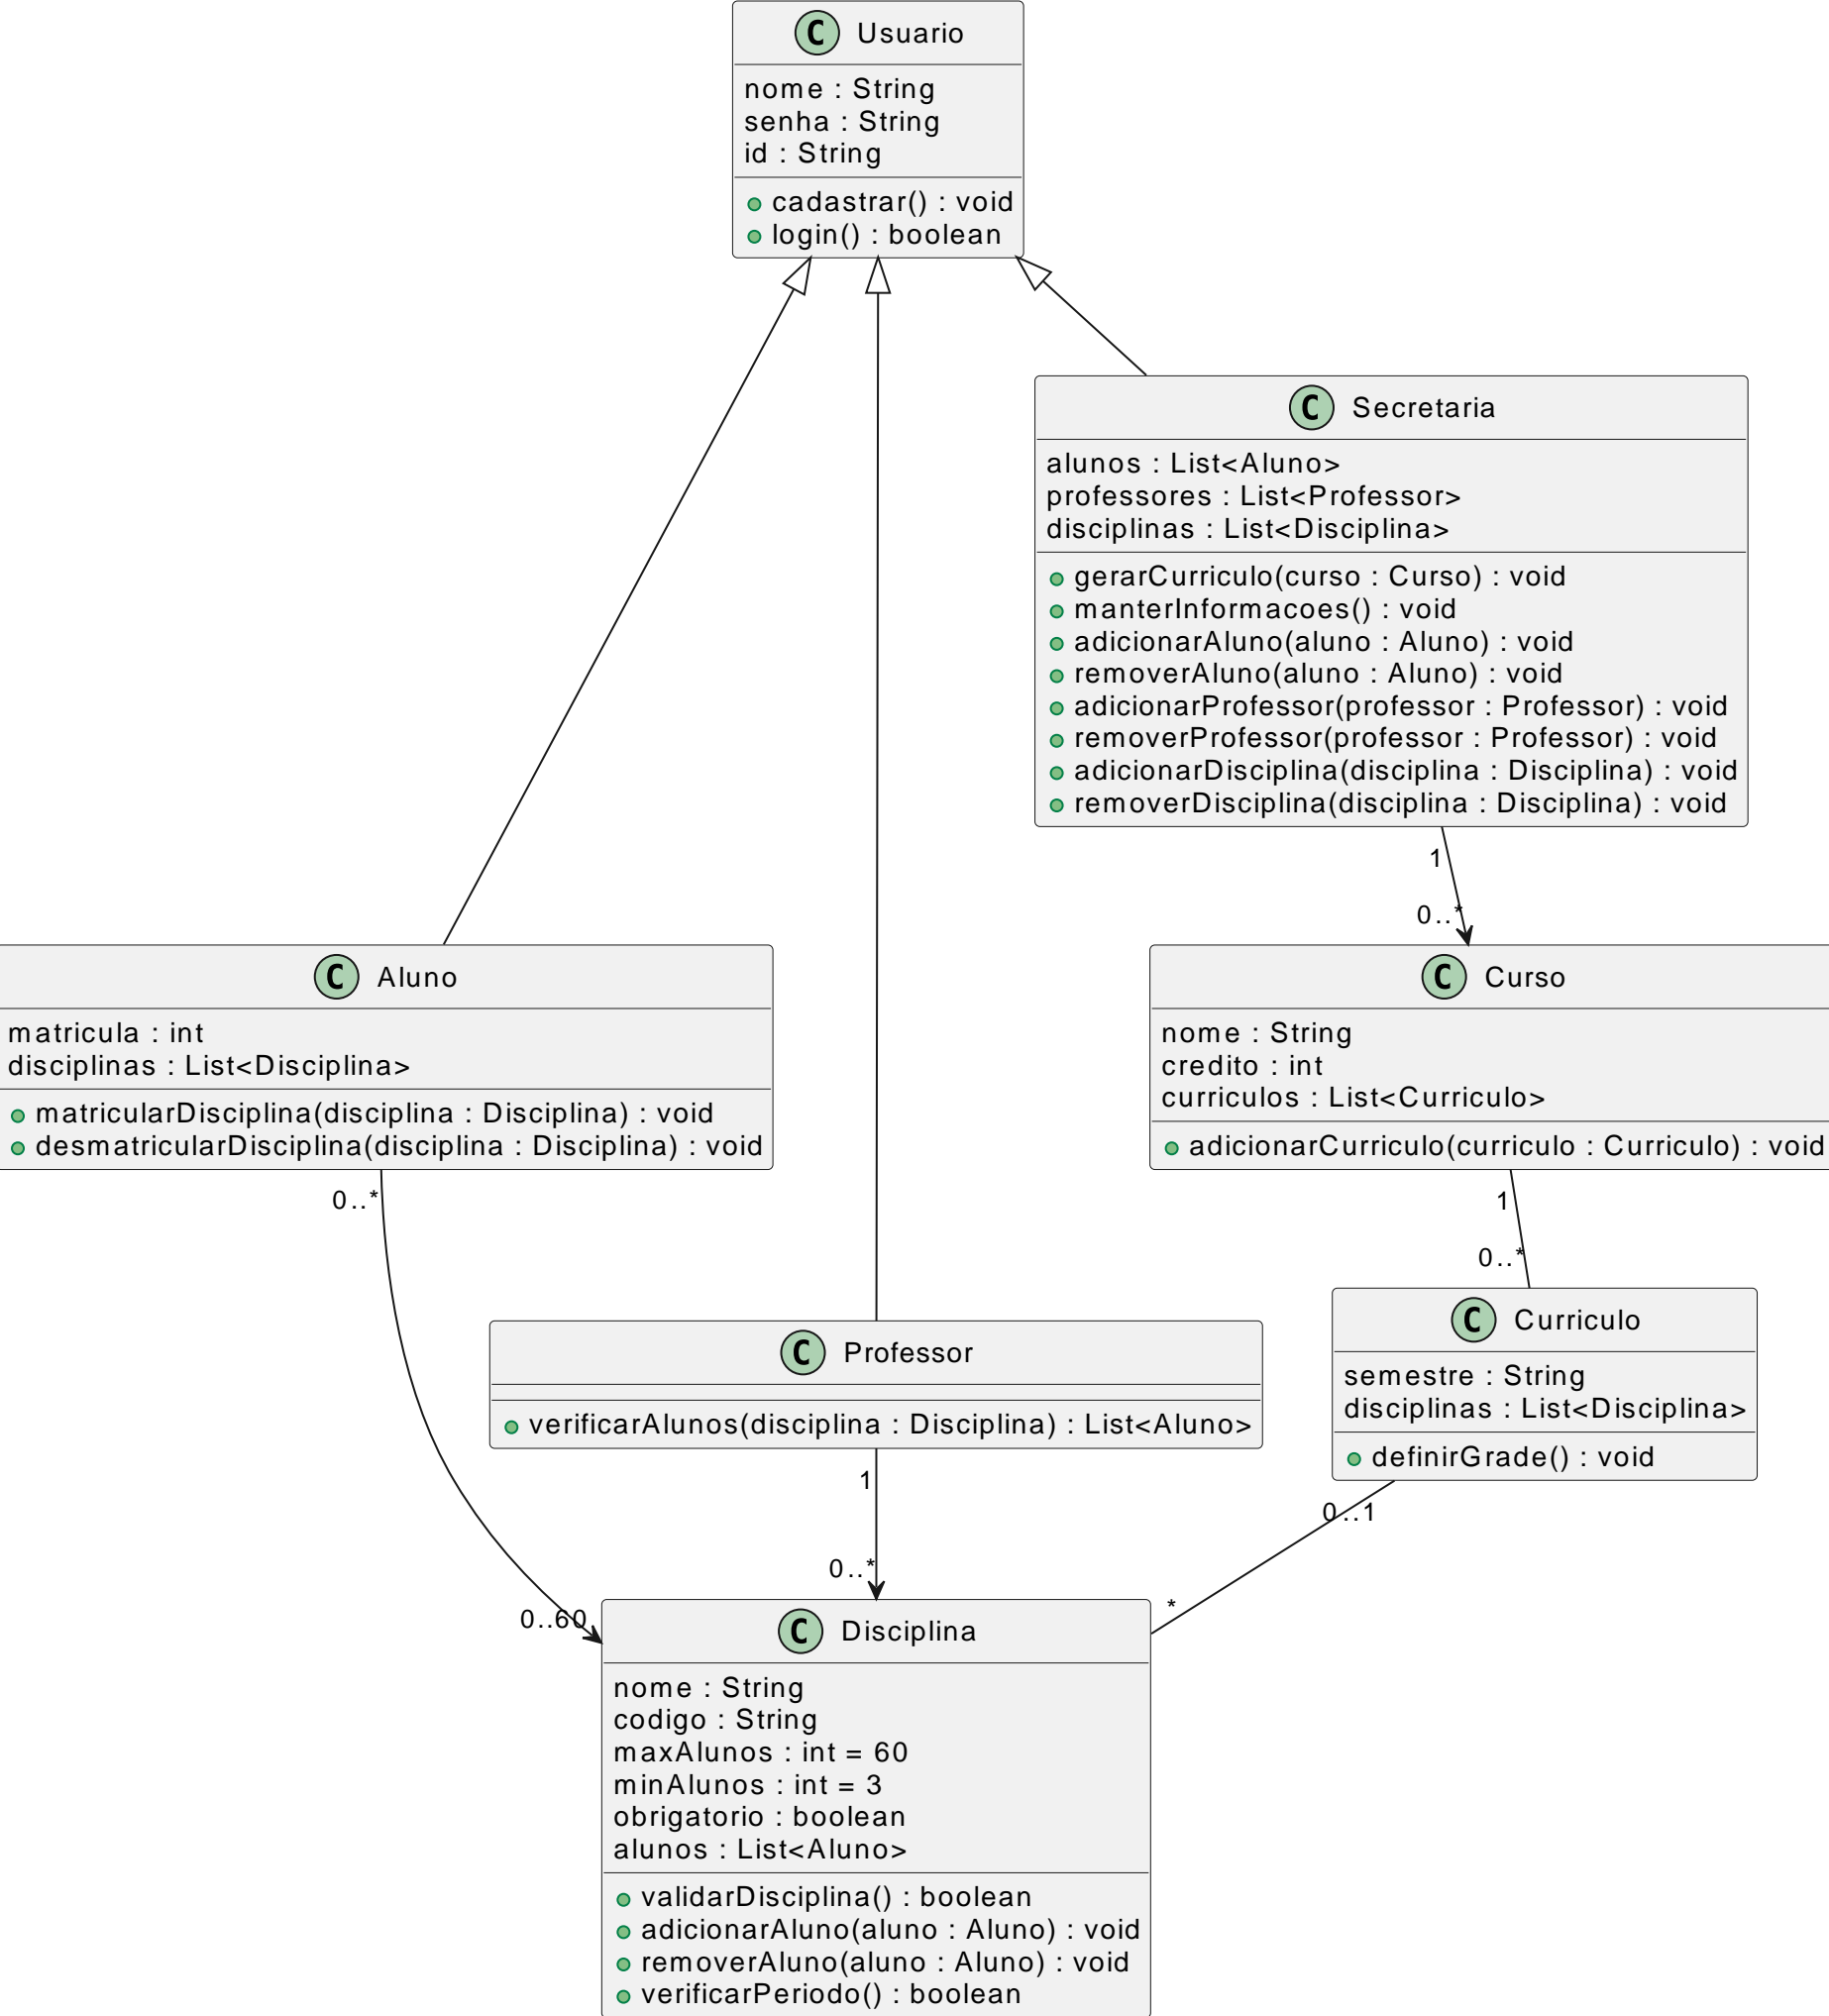 C Usuario
nome : String
senha : String
id : String
cadastrar() : void
login() : boolean
C Secretaria
alunos : List<Aluno>
professores : List<Professor>
disciplinas : List<Disciplina>
gerarCurriculo(curso : Curso) : void
manterInformacoes() : void
adicionarAluno(aluno : Aluno) : void
removerAluno(aluno : Aluno) : void
adicionarProfessor(professor : Professor) : void
removerProfessor(professor : Professor) : void
adicionarDisciplina(disciplina : Disciplina) : void
removerDisciplina(disciplina : Disciplina) : void
1
0..*
C Aluno
matricula : int
disciplinas : List<Disciplina>
matricularDisciplina(disciplina : Disciplina) : void
desmatricularDisciplina(disciplina : Disciplina) : void
0..*
0..60
C Curso
nome : String
credito : int
curriculos : List<Curriculo>
adicionarCurriculo(curriculo : Curriculo) : void
1
0..*
C Professor
verificarAlunos(disciplina : Disciplina) : List<Aluno>
1
0..*
C Curriculo
semestre : String
disciplinas : List<Disciplina>
definirGrade() : void
0..1
*
C Disciplina
nome : String
codigo : String
maxAlunos : int = 60
minAlunos : int = 3
obrigatorio : boolean
alunos : List<Aluno>
validarDisciplina() : boolean
adicionarAluno(aluno : Aluno) : void
removerAluno(aluno : Aluno) : void
verificarPeriodo() : boolean